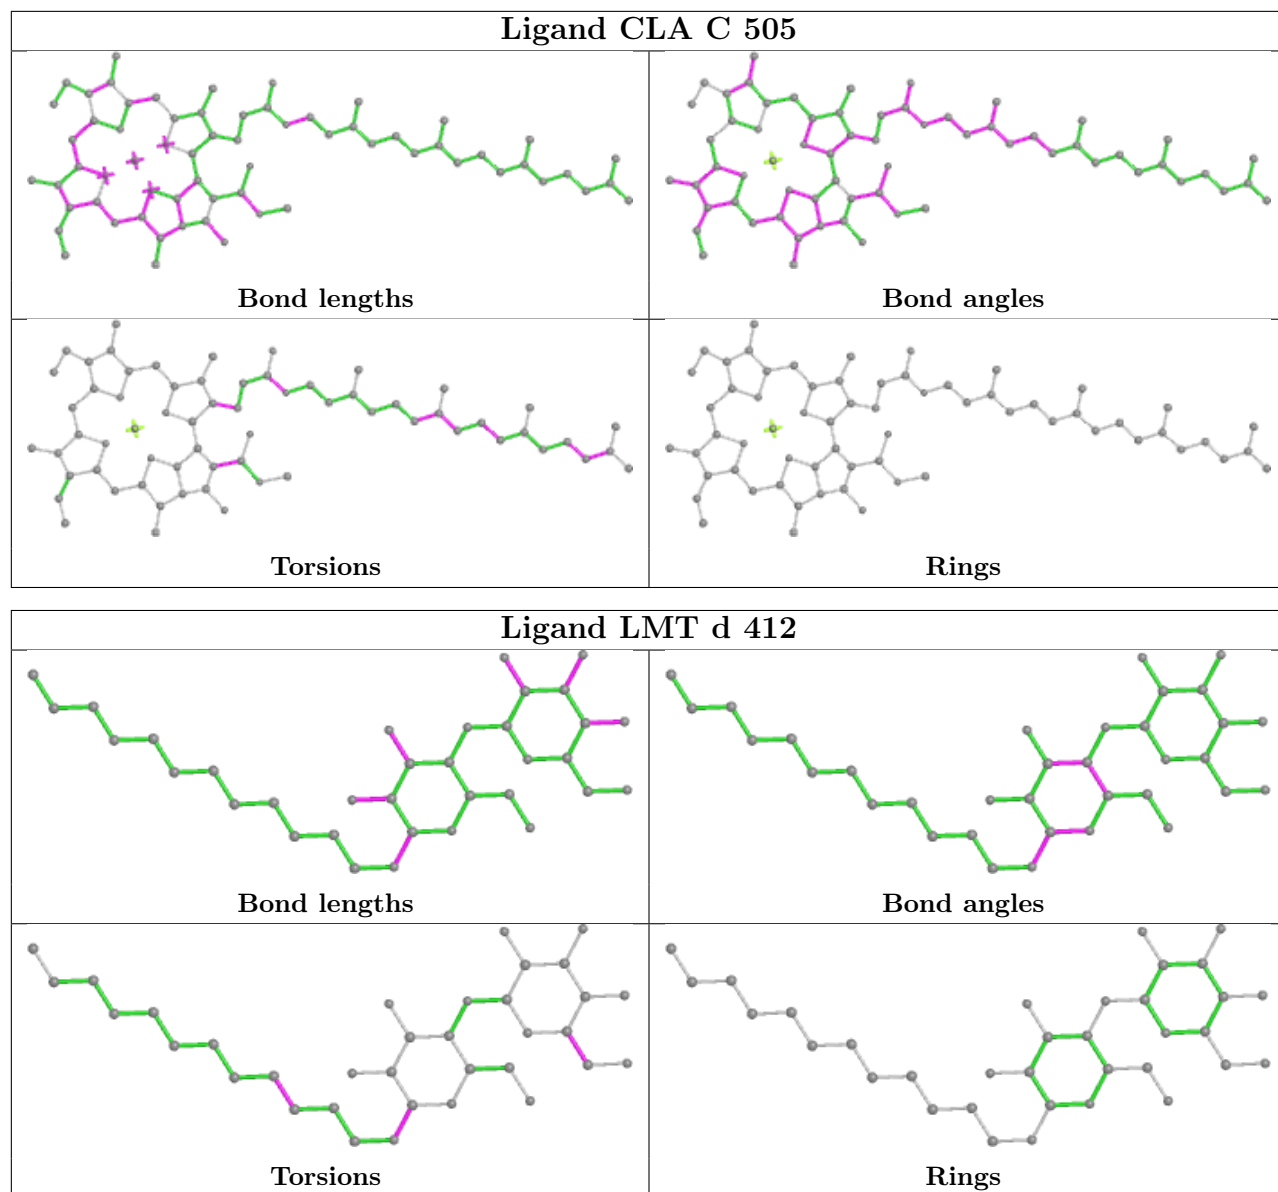 Ligand CLA C 505
Bond lengths
Bond angles
Torsions
Rings
Ligand LMT d 412
Bond lengths
Bond angles
Torsions
Rings